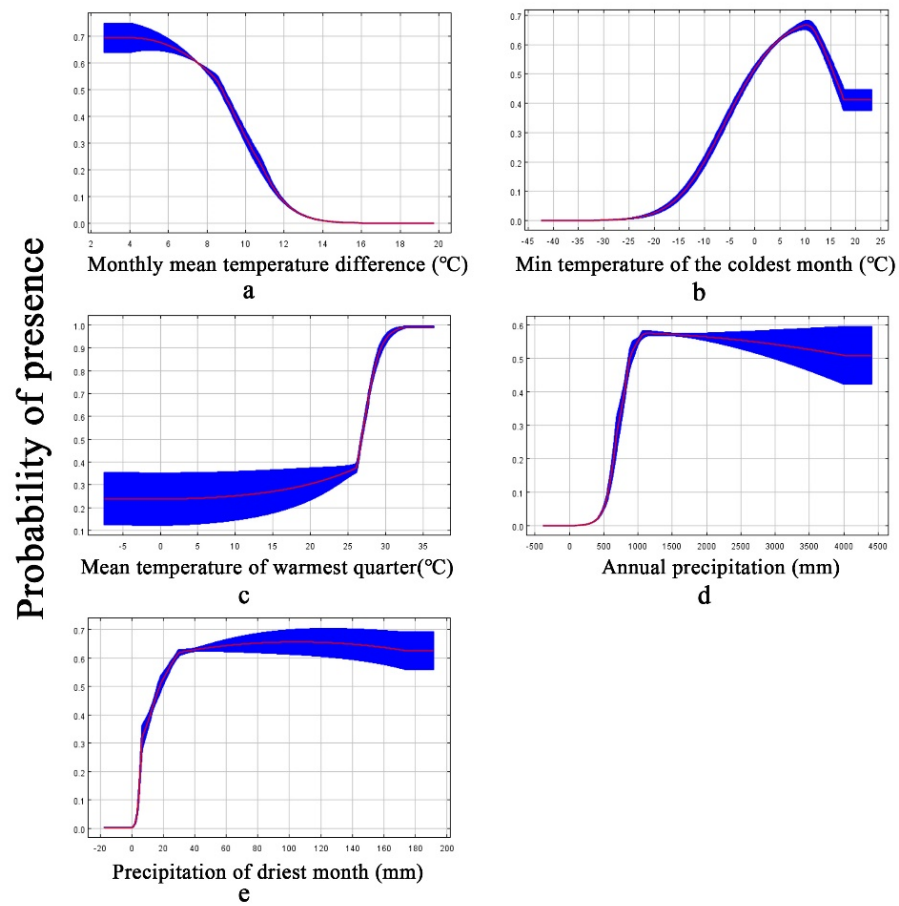 Probability of presence
0.7
0.6
0.5
0.4
0.3
0.2
0.1
0.0
2 4 6 8 10 12 14 16 18 20
Monthly mean temperature difference (°C)
a
0.7
0.6
0.5
0.4
0.3
0.2
0.1
0.0
-45 -40 -35 -30 -25 -20 -15 -10 -5 0 5 10 15 20 25
Min temperature of the coldest month (°C)
b
1.0
0.9
0.8
0.7
0.6
0.5
0.4
0.3
0.2
0.1
-5 0 5 10 15 20 25 30 35
Mean temperature of warmest quarter(°C)
c
0.6
0.5
0.4
0.3
0.2
0.1
0.0
-500 0 500 1000 1500 2000 2500 3000 3500 4000 4500
Annual precipitation (mm)
d
0.7
0.6
0.5
0.4
0.3
0.2
0.1
0.0
-20 0 20 40 60 80 100 120 140 160 180 200
Precipitation of driest month (mm)
e